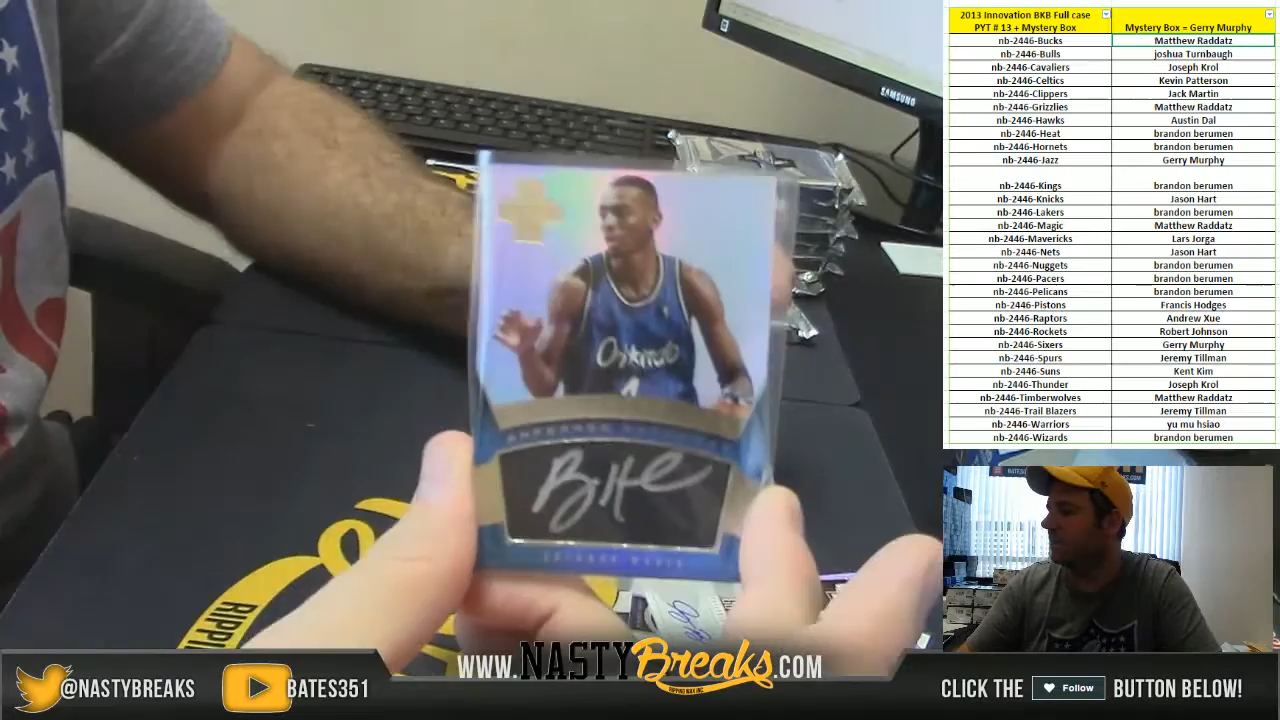 2013 Innovation BKB Full case
PYT # 13 + Mystery Box
Mystery Box = Gerry Murphy
nb-2446-Bucks Matthew Raddatz
nb-2446-Bulls joshua Turnbaugh
nb-2446-Cavaliers Joseph Krol
nb-2446-Celtics Kevin Patterson
nb-2446-Clippers Jack Martin
nb-2446-Grizzlies Matthew Raddatz
nb-2446-Hawks Austin Dal
nb-2446-Heat brandon berumen
nb-2446-Hornets brandon berumen
nb-2446-Jazz Gerry Murphy
nb-2446-Kings brandon berumen
nb-2446-Knicks Jason Hart
nb-2446-Lakers brandon berumen
nb-2446-Magic Matthew Raddatz
nb-2446-Mavericks Lars Jorga
nb-2446-Nets Jason Hart
nb-2446-Nuggets brandon berumen
nb-2446-Pacers brandon berumen
nb-2446-Pelicans brandon berumen
nb-2446-Pistons Francis Hodges
nb-2446-Raptors Andrew Xue
nb-2446-Rockets Robert Johnson
nb-2446-Sixers Gerry Murphy
nb-2446-Spurs Jeremy Tillman
nb-2446-Suns Kent Kim
nb-2446-Thunder Joseph Krol
nb-2446-Timberwolves Matthew Raddatz
nb-2446-Trail Blazers Jeremy Tillman
nb-2446-Warriors yu mu hsiao
nb-2446-Wizards brandon berumen
SAMSUNG
Orlando
ORLANDO MAGIC
WWW.NASTYBreaks.COM
RIPPING WAX INC
@NASTYBREAKS
BATES351
CLICK THE Follow BUTTON BELOW!